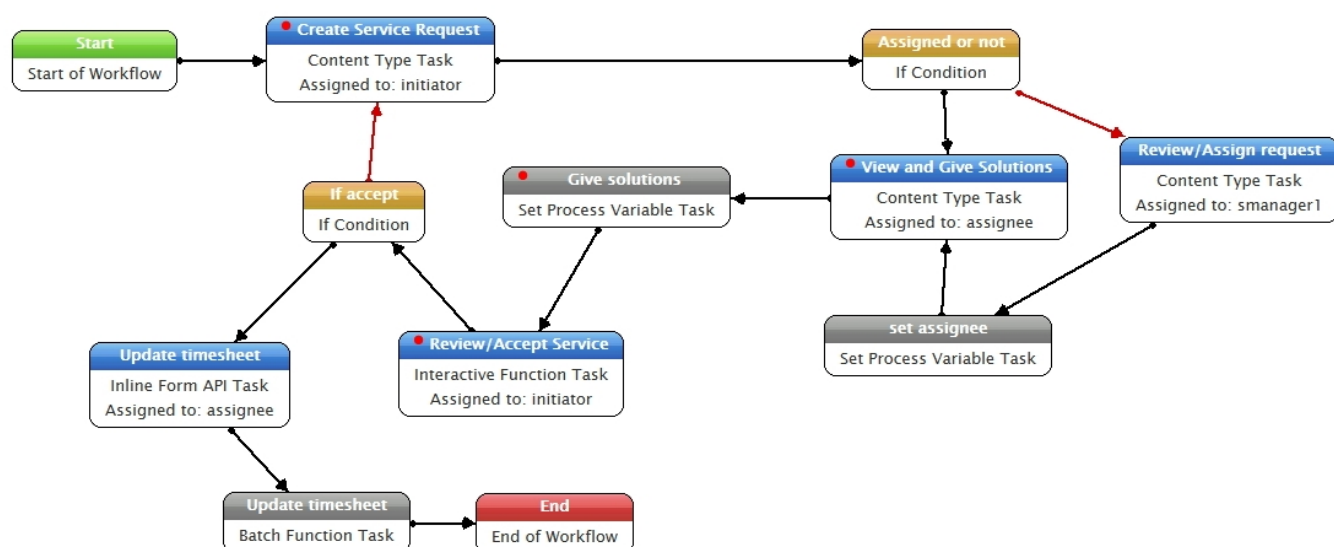 Start
Start of Workflow
Create Service Request
Content Type Task
Assigned to: initiator
Assigned or not
If Condition
Review/Assign request
Content Type Task
Assigned to: smanager1
View and Give Solutions
Content Type Task
Assigned to: assignee
Give solutions
Set Process Variable Task
If accept
If Condition
set assignee
Set Process Variable Task
Review/Accept Service
Interactive Function Task
Assigned to: initiator
Update timesheet
Inline Form API Task
Assigned to: assignee
Update timesheet
Batch Function Task
End
End of Workflow